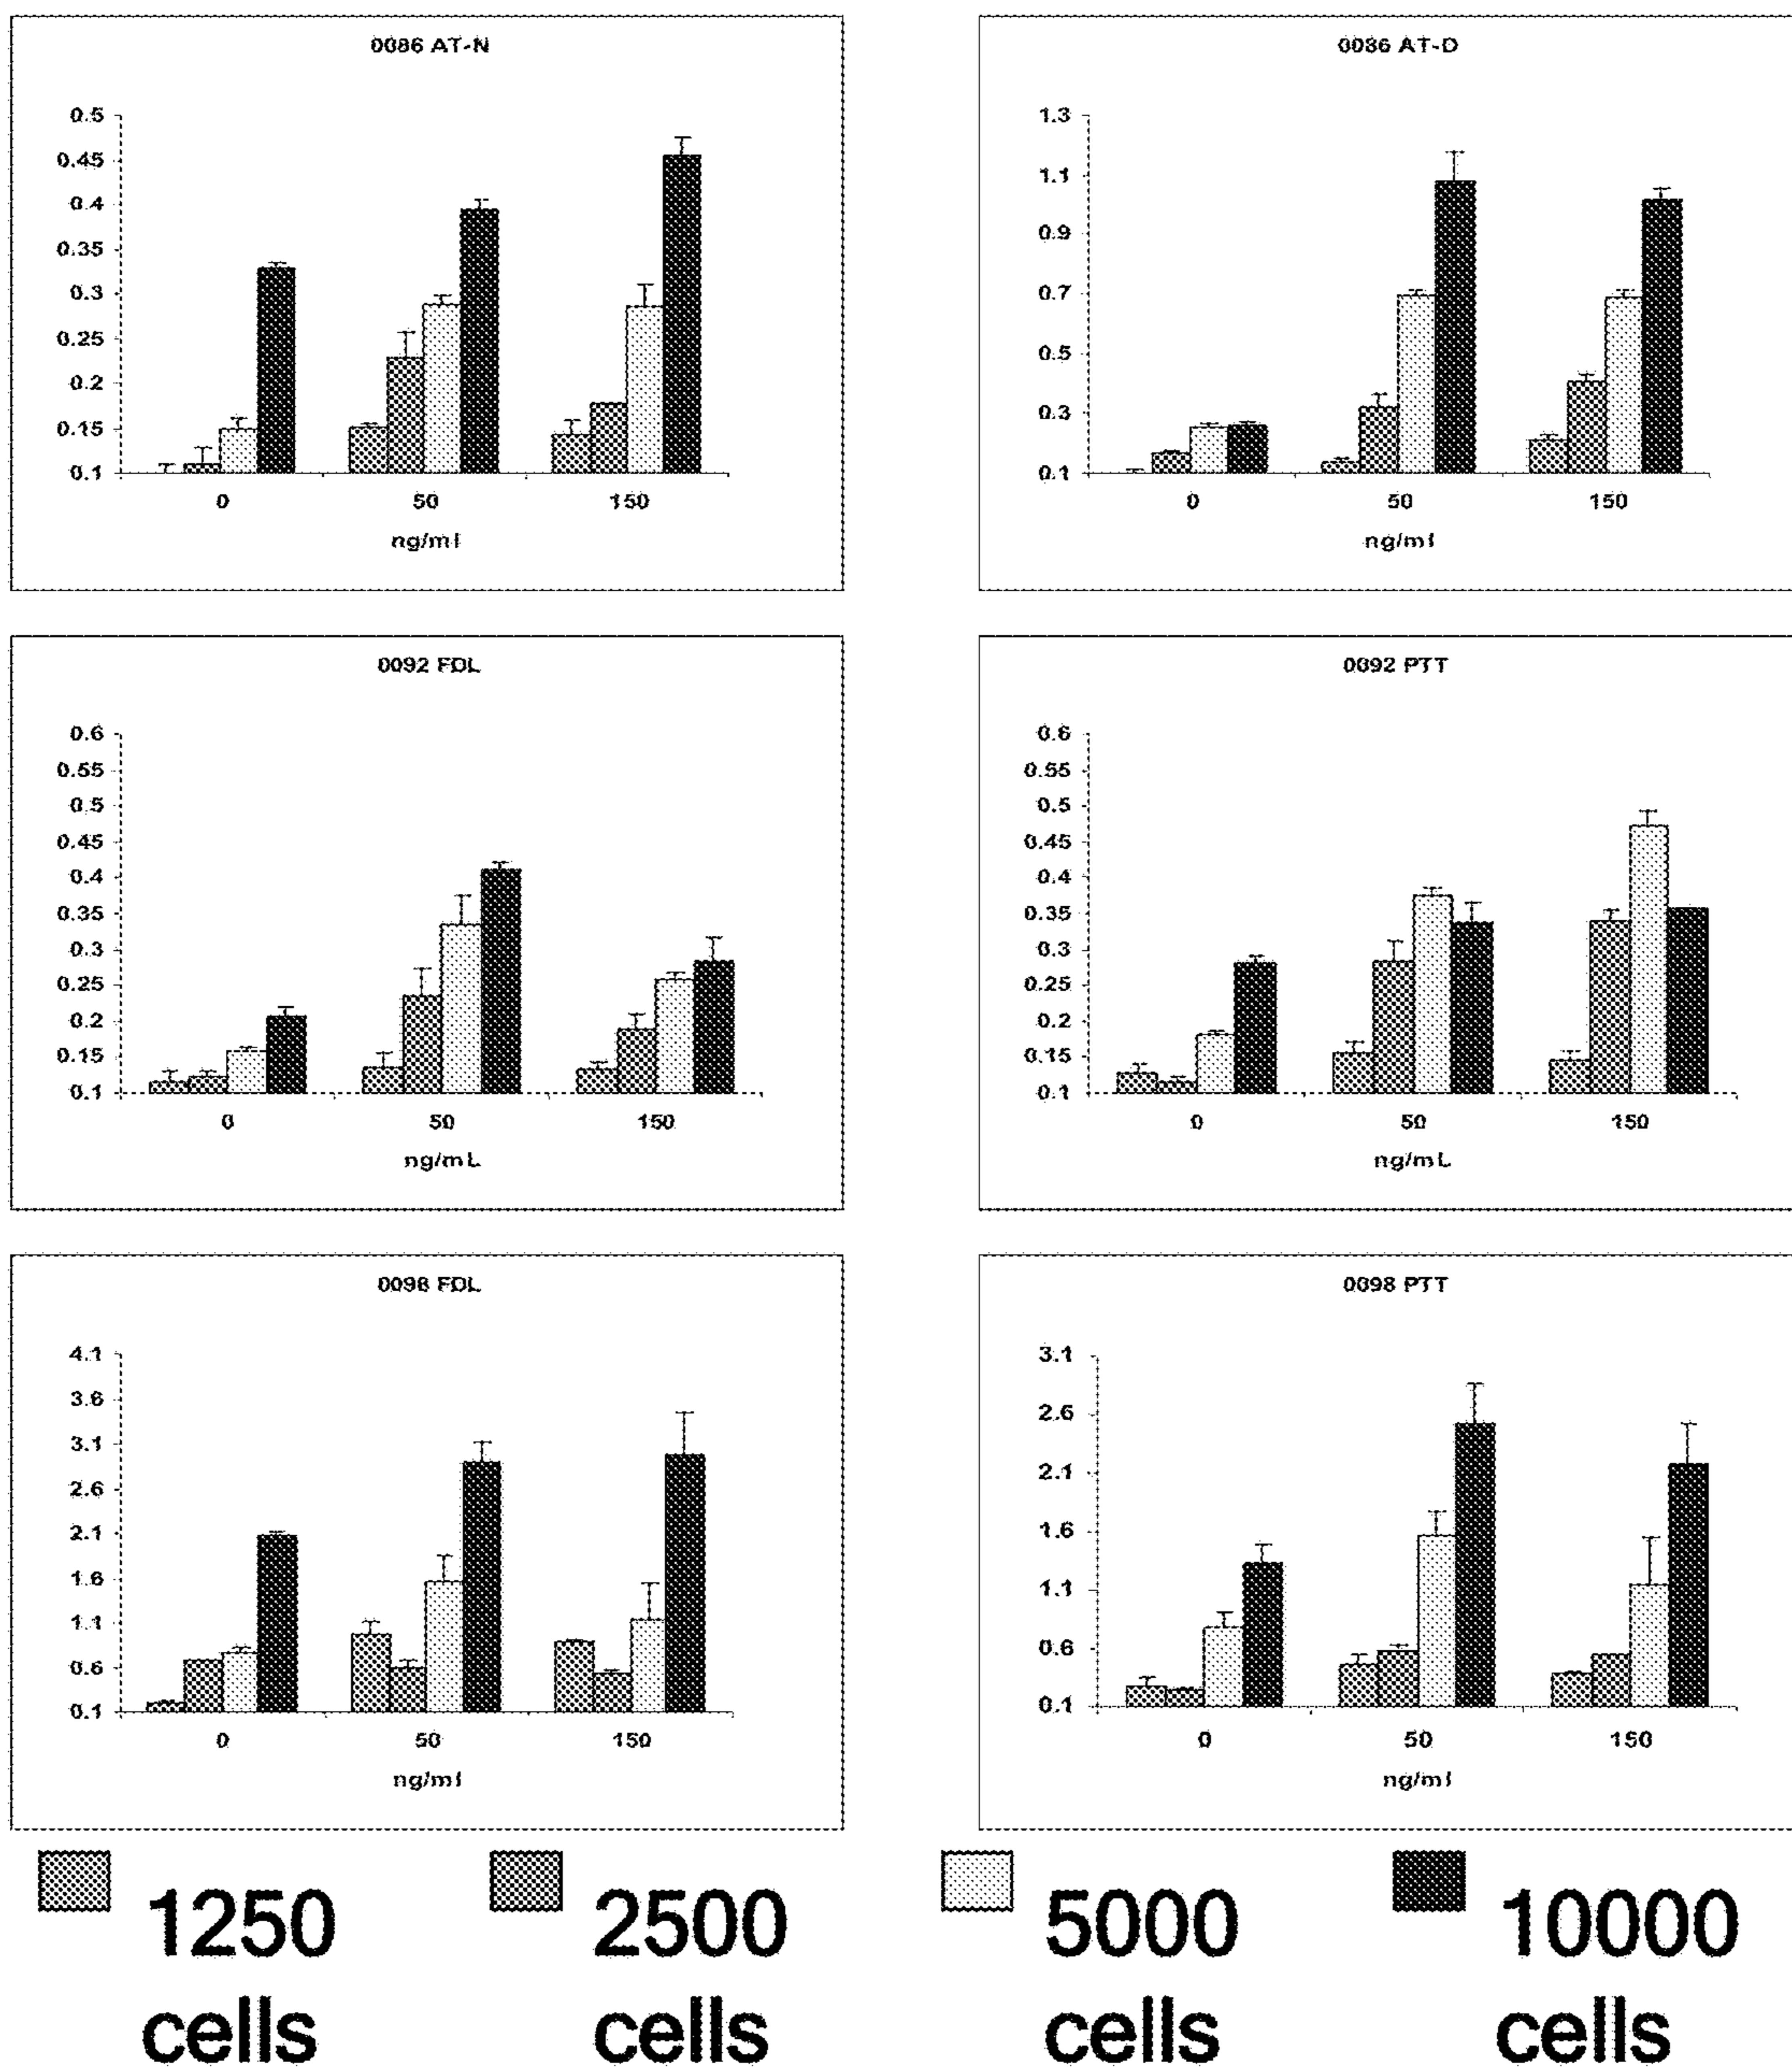 0086 AT-N
0.5
0.45
0.4
0.35
0.3
0.25
0.2
0.15
0.1
0 50 150
ng/ml
0086 AT-D
1.3
1.1
0.9
0.7
0.5
0.3
0.1
0 50 150
ng/ml
0092 FDL
0.6
0.55
0.5
0.45
0.4
0.35
0.3
0.25
0.2
0.15
0.1
0 50 150
ng/mL
0092 PTT
0.6
0.55
0.5
0.45
0.4
0.35
0.3
0.25
0.2
0.15
0.1
0 50 150
ng/mL
0098 FDL
4.1
3.6
3.1
2.6
2.1
1.6
1.1
0.6
0.1
0 50 150
ng/ml
0098 PTT
3.1
2.6
2.1
1.6
1.1
0.6
0.1
0 50 150
ng/ml
1250
cells
2500
cells
5000
cells
10000
cells